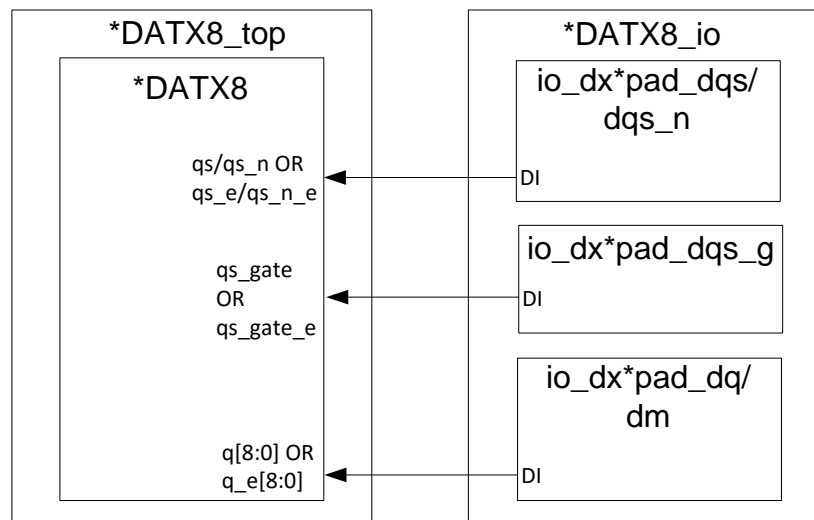 *DATX8_top
*DATX8
qs/qs_n OR
qs_e/qs_n_e
qs_gate
OR
qs_gate_e
q[8:0] OR
q_e[8:0]
*DATX8_io
io_dx*pad_dqs/
dqs_n
DI
io_dx*pad_dqs_g
DI
io_dx*pad_dq/
dm
DI